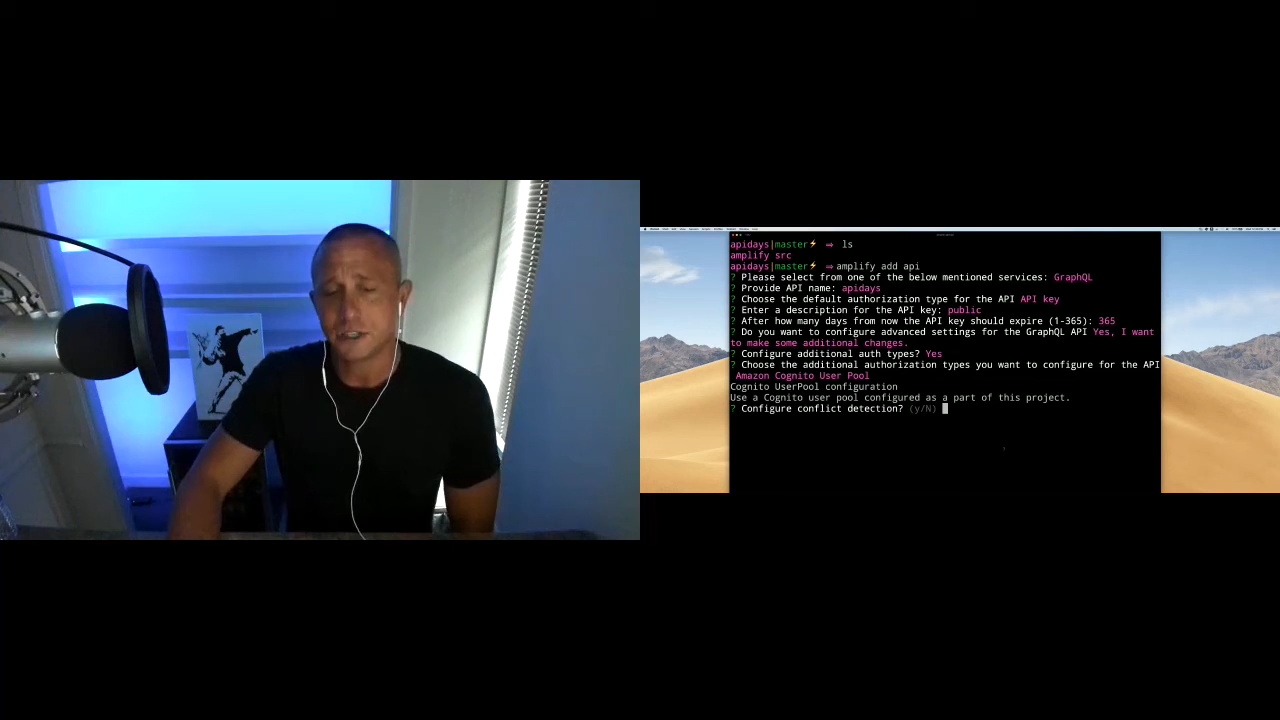 apidays|master⚡ ⇒ ls
amplify src
apidays|master⚡ ⇒ amplify add api
? Please select from one of the below mentioned services: GraphQL
? Provide API name: apidays
? Choose the default authorization type for the API API key
? Enter a description for the API key: public
? After how many days from now the API key should expire (1-365): 365
? Do you want to configure advanced settings for the GraphQL API Yes, I want
to make some additional changes.
? Configure additional auth types? Yes
? Choose the additional authorization types you want to configure for the API
Amazon Cognito User Pool
Cognito UserPool configuration
Use a Cognito user pool configured as a part of this project.
? Configure conflict detection? (y/N)